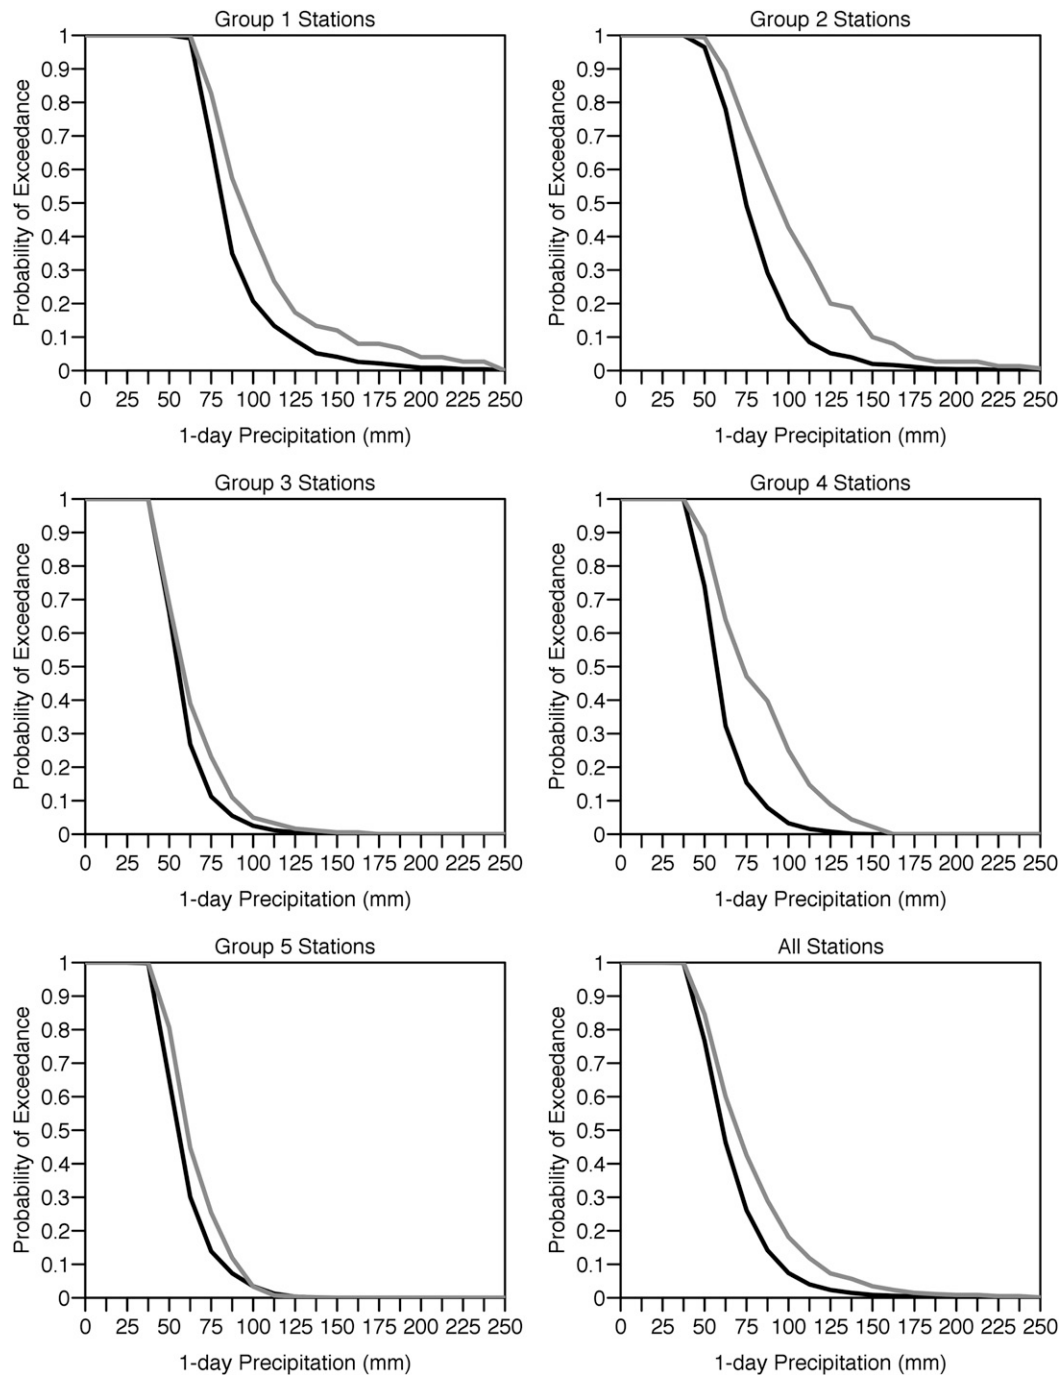 Group 1 Stations
Probability of Exceedance
1
0.9
0.8
0.7
0.6
0.5
0.4
0.3
0.2
0.1
0
0 25 50 75 100 125 150 175 200 225 250
1-day Precipitation (mm)
Group 2 Stations
Probability of Exceedance
1
0.9
0.8
0.7
0.6
0.5
0.4
0.3
0.2
0.1
0
0 25 50 75 100 125 150 175 200 225 250
1-day Precipitation (mm)
Group 3 Stations
Probability of Exceedance
1
0.9
0.8
0.7
0.6
0.5
0.4
0.3
0.2
0.1
0
0 25 50 75 100 125 150 175 200 225 250
1-day Precipitation (mm)
Group 4 Stations
Probability of Exceedance
1
0.9
0.8
0.7
0.6
0.5
0.4
0.3
0.2
0.1
0
0 25 50 75 100 125 150 175 200 225 250
1-day Precipitation (mm)
Group 5 Stations
Probability of Exceedance
1
0.9
0.8
0.7
0.6
0.5
0.4
0.3
0.2
0.1
0
0 25 50 75 100 125 150 175 200 225 250
1-day Precipitation (mm)
All Stations
Probability of Exceedance
1
0.9
0.8
0.7
0.6
0.5
0.4
0.3
0.2
0.1
0
0 25 50 75 100 125 150 175 200 225 250
1-day Precipitation (mm)